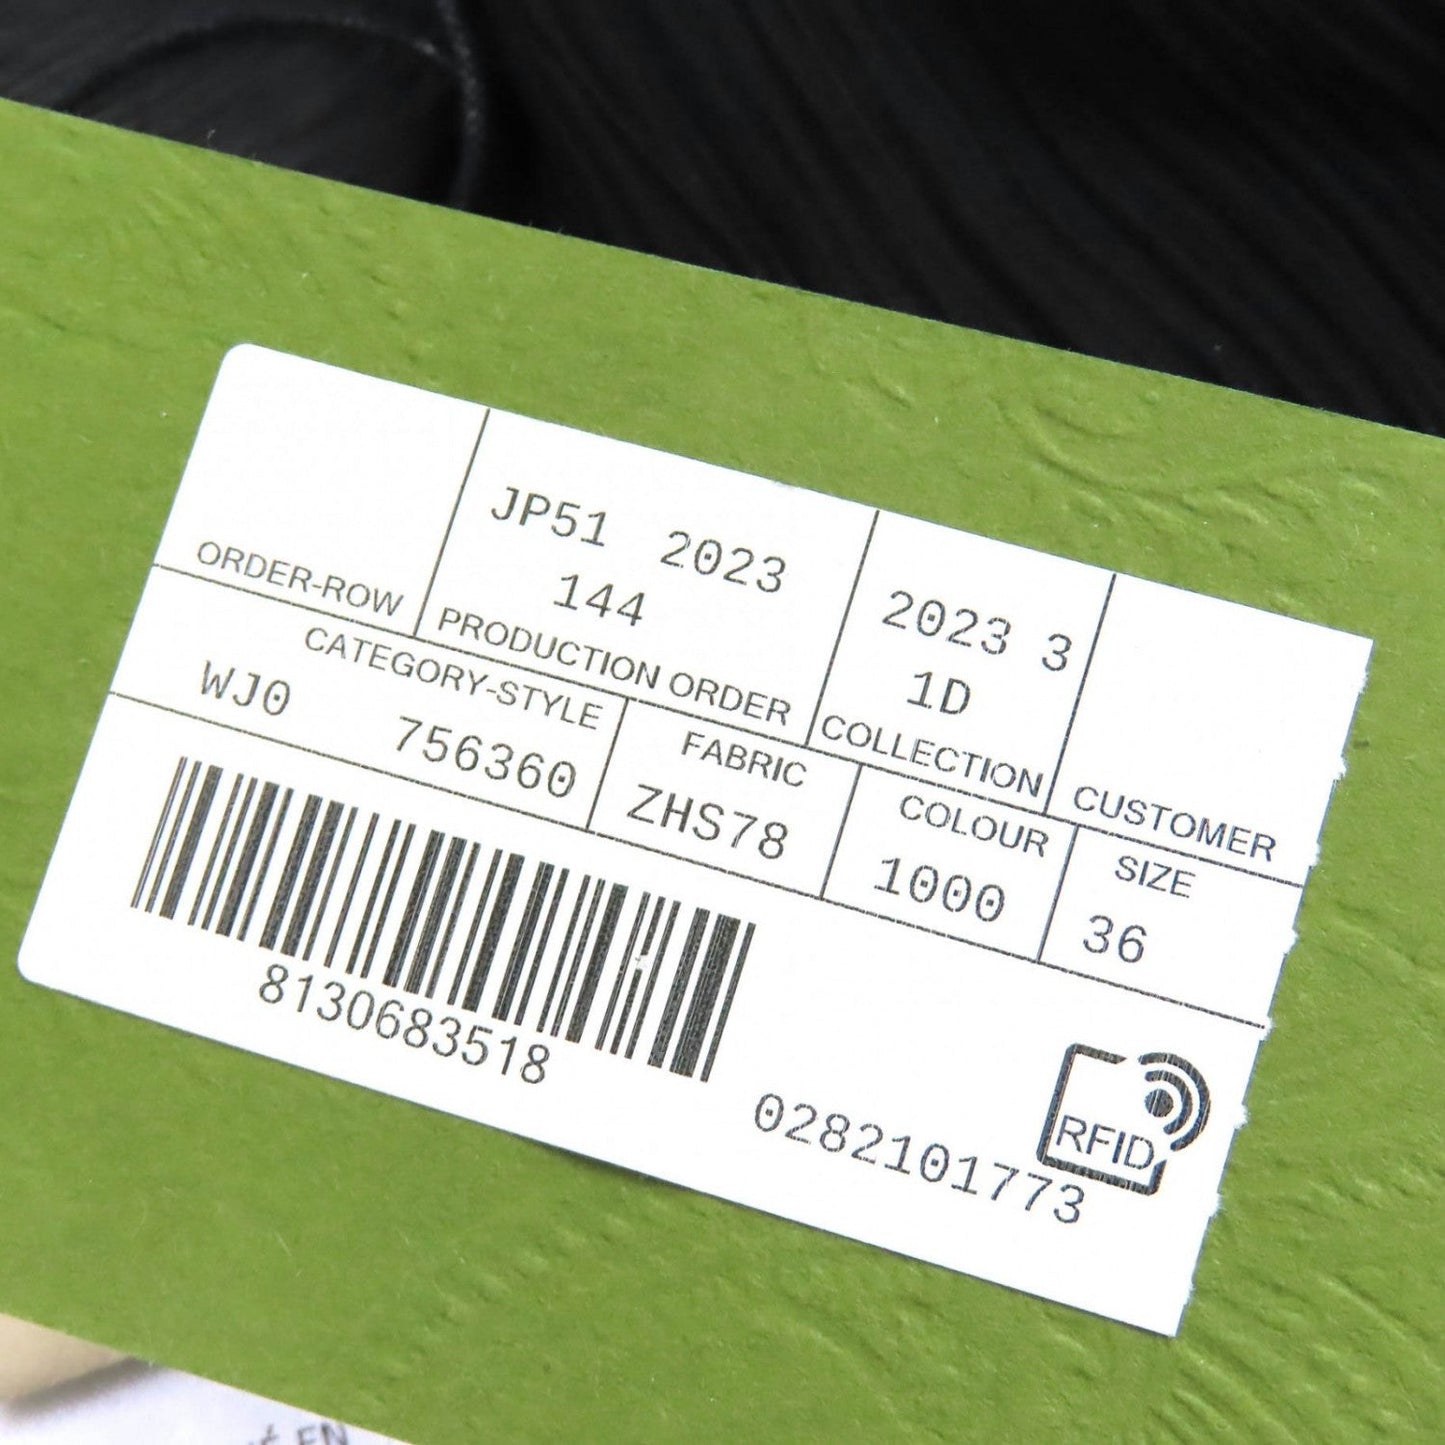 JP51 2023
144
ORDER-ROW
PRODUCTION ORDER
2023 3
1D
COLLECTION
CUSTOMER
CATEGORY-STYLE
WJ0 756360
FABRIC
ZHS78
COLOUR
1000
SIZE
36
8130683518
0282101773
RFID
EN